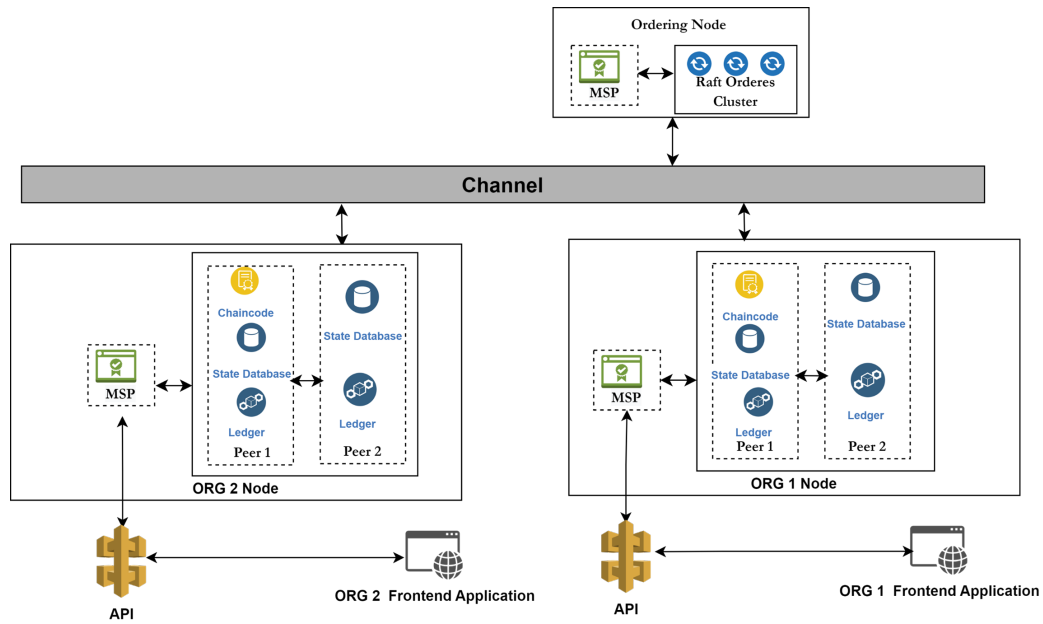 Ordering Node
MSP
Raft Orderes
Cluster
Channel
Chaincode
State Database
Ledger
Peer 1
State Database
Ledger
Peer 2
MSP
ORG 2 Node
API
ORG 2 Frontend Application
Chaincode
State Database
Ledger
Peer 1
State Database
Ledger
Peer 2
MSP
ORG 1 Node
API
ORG 1 Frontend Application